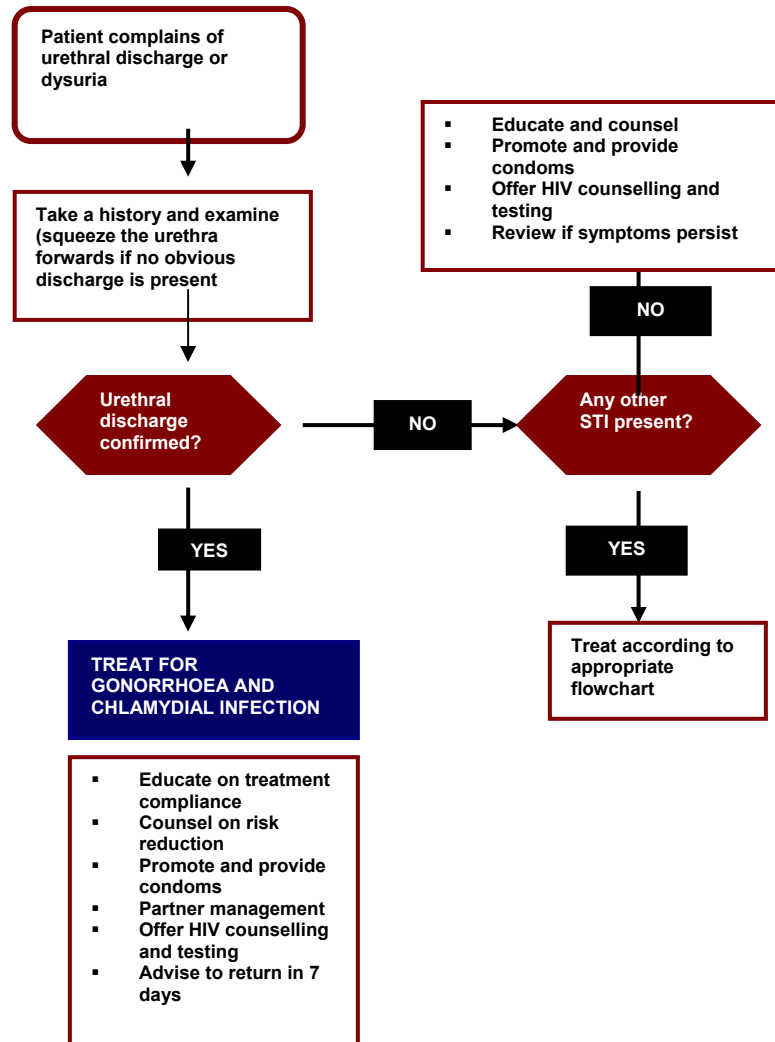 Patient complains of
urethral discharge or
dysuria
Take a history and examine
(squeeze the urethra
forwards if no obvious
discharge is present
Urethral
discharge
confirmed?
NO
Any other
STI present?
NO
▪ Educate and counsel
▪ Promote and provide
condoms
▪ Offer HIV counselling and
testing
▪ Review if symptoms persist
YES
Treat according to
appropriate
flowchart
YES
TREAT FOR
GONORRHOEA AND
CHLAMYDIAL INFECTION
▪ Educate on treatment
compliance
▪ Counsel on risk
reduction
▪ Promote and provide
condoms
▪ Partner management
▪ Offer HIV counselling
and testing
▪ Advise to return in 7
days